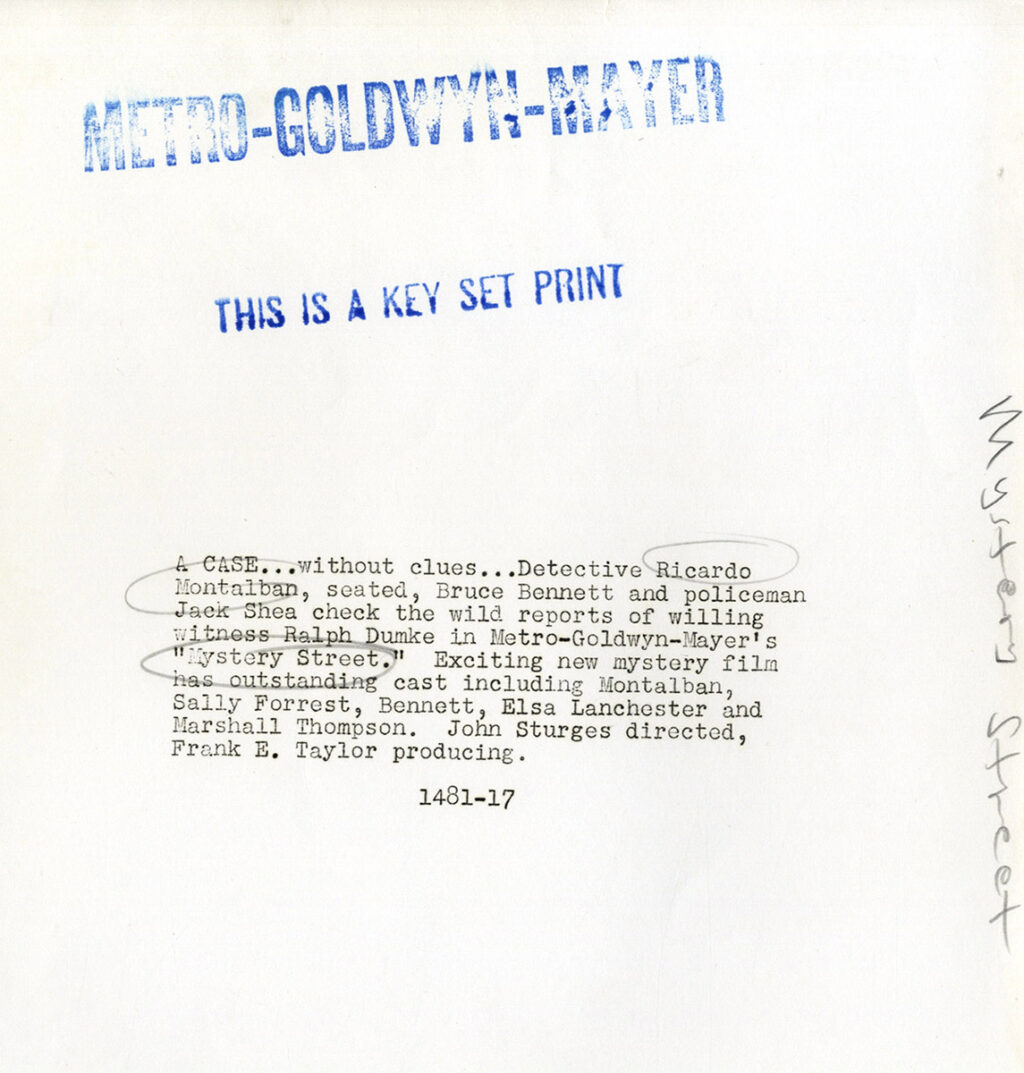 METRO-GOLDWYN-MAYER
THIS IS A KEY SET PRINT
A CASE...without clues...Detective Ricardo
Montalban, seated, Bruce Bennett and policeman
Jack Shea check the wild reports of willing
witness Ralph Dumke in Metro-Goldwyn-Mayer's
"Mystery Street."  Exciting new mystery film
has outstanding cast including Montalban,
Sally Forrest, Bennett, Elsa Lanchester and
Marshall Thompson.  John Sturges directed,
Frank E. Taylor producing.
1481-17
Mystery Street